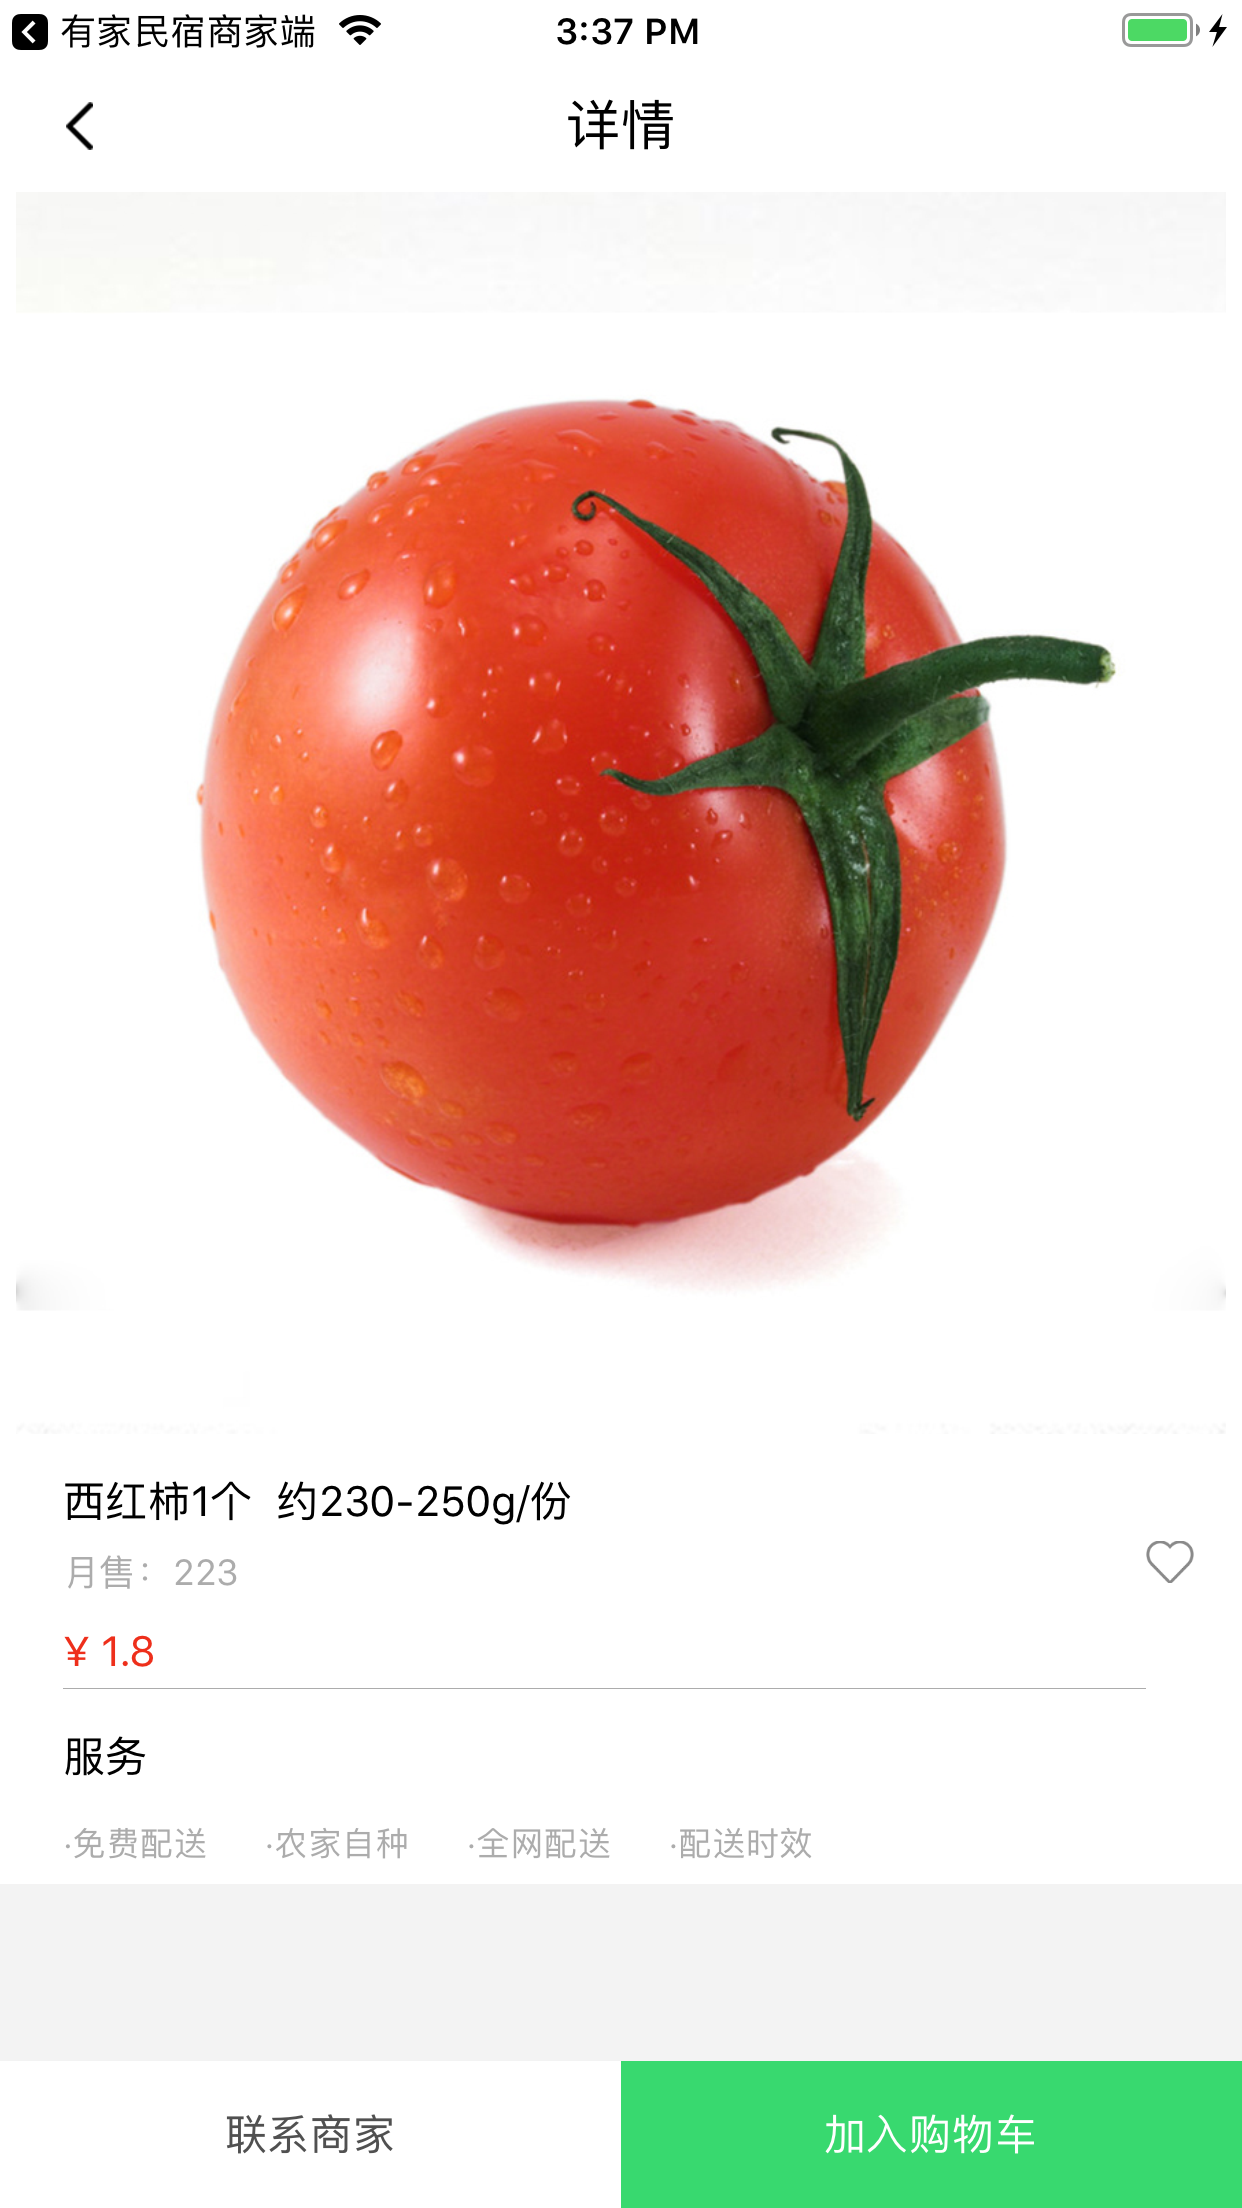 有家民宿商家端 3:37 PM
详情
西红柿1个 约230-250g/份
月售：223
¥ 1.8
服务
·免费配送 ·农家自种 ·全网配送 ·配送时效
联系商家 加入购物车